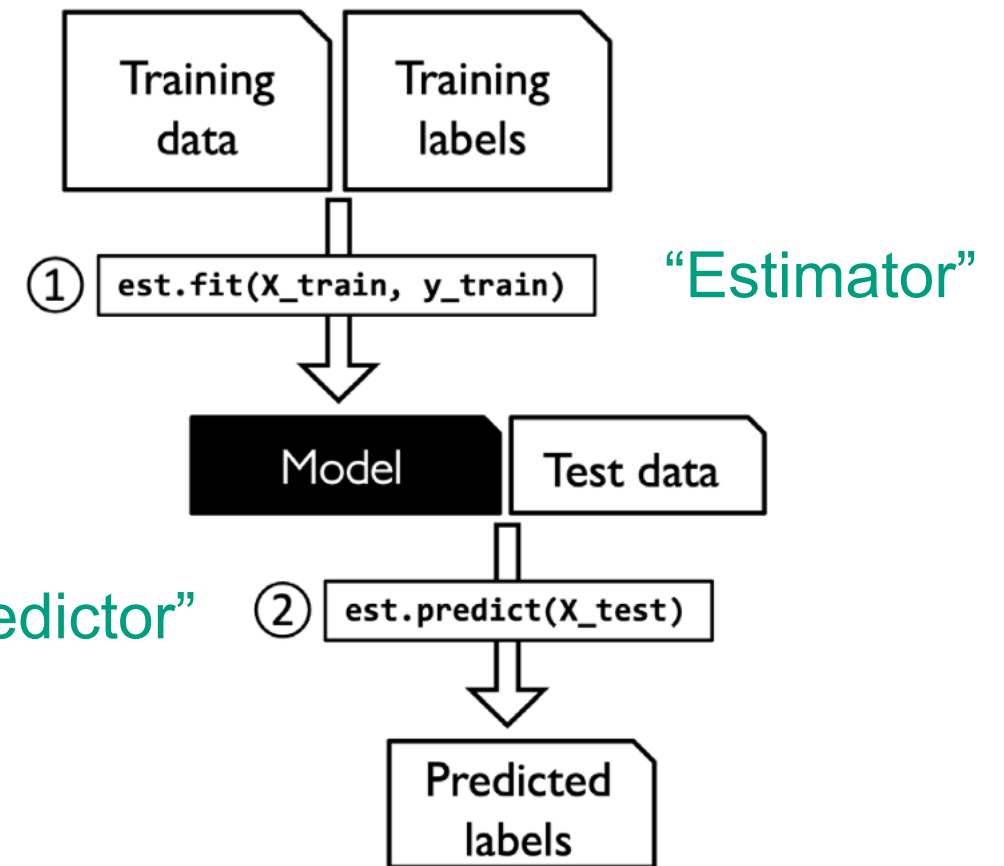 Training
data
Training
labels
① est.fit(X_train, y_train)
“Estimator”
Model
Test data
edictor”
② est.predict(X_test)
Predicted
labels